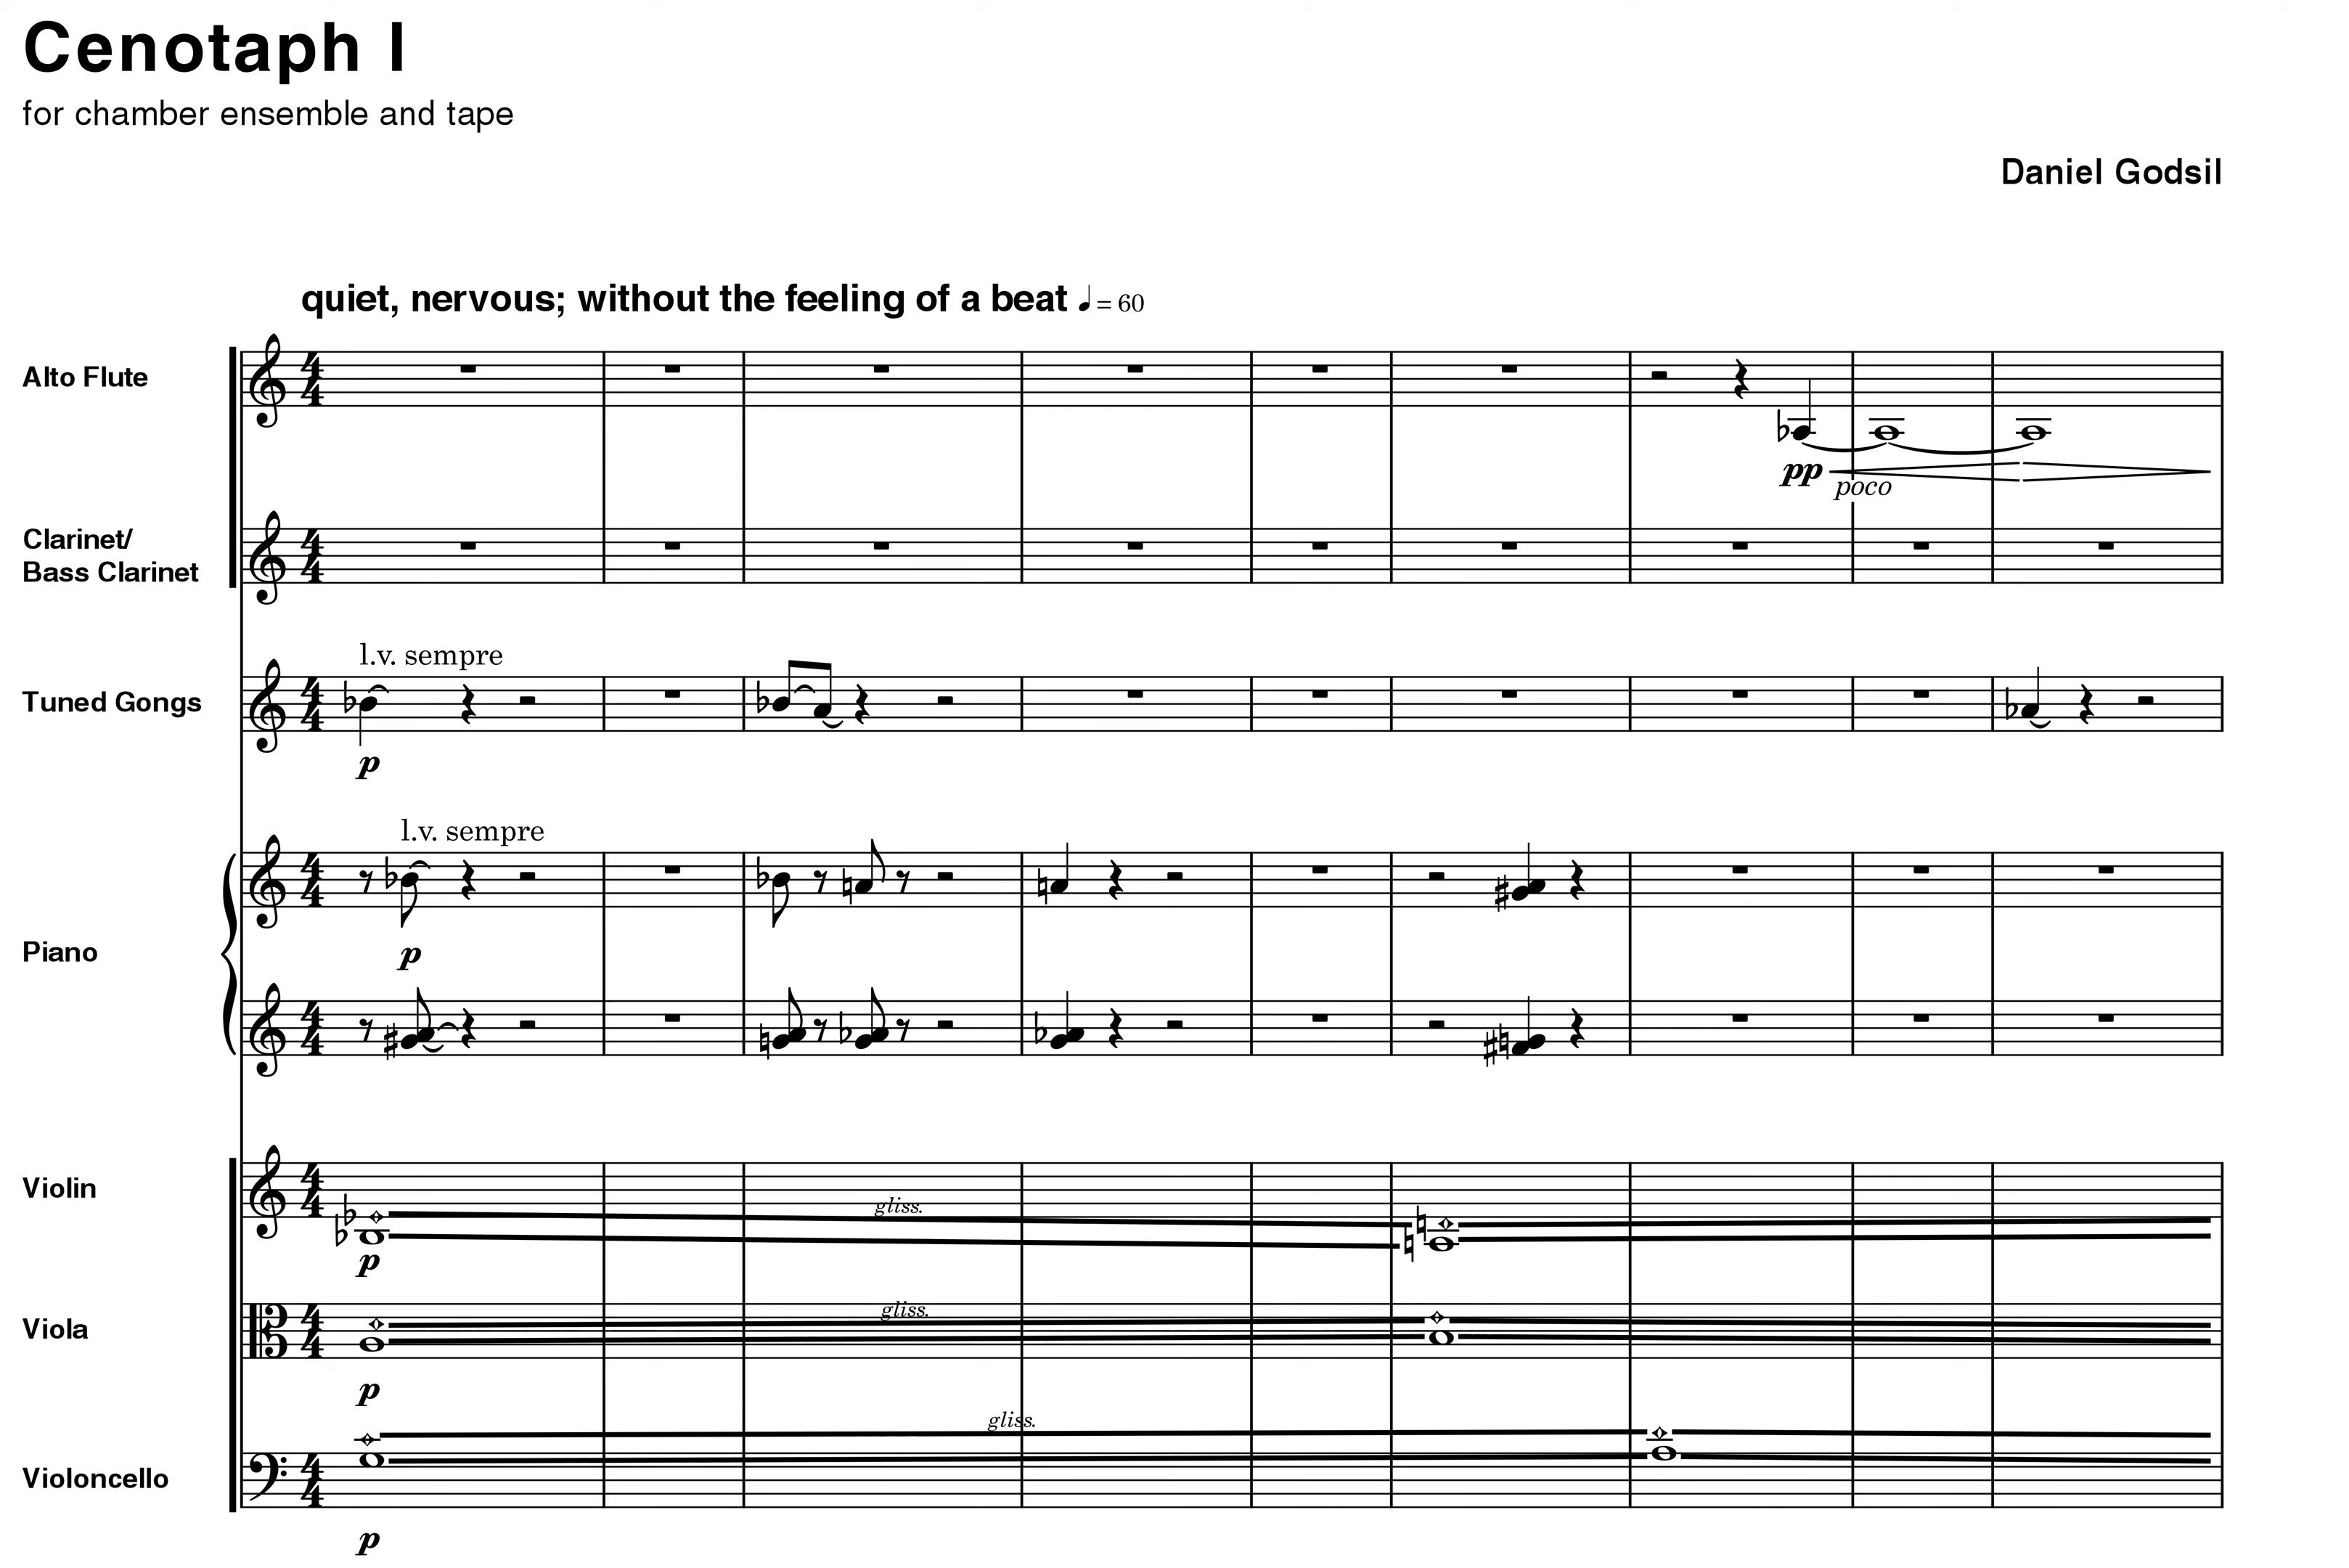 Cenotaph I
for chamber ensemble and tape
Daniel Godsil
quiet, nervous; without the feeling of a beat ♩ = 60
Alto Flute
pp
poco
Clarinet/
Bass Clarinet
l.v. sempre
Tuned Gongs
p
l.v. sempre
p
Piano
Violin
gliss.
p
gliss.
Viola
p
gliss.
Violoncello
p